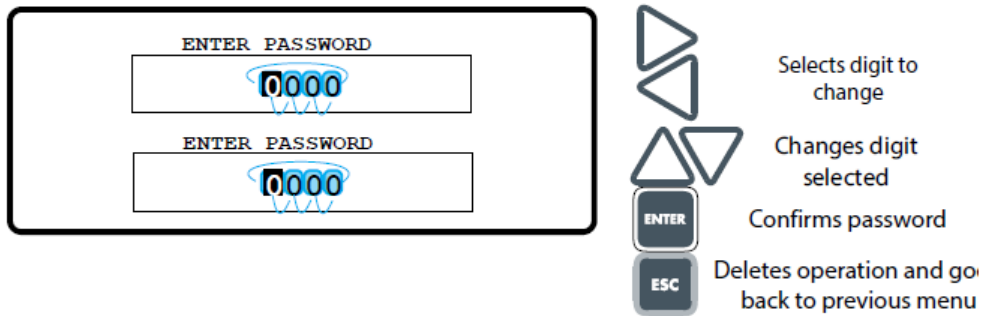 ENTER PASSWORD
0000
ENTER PASSWORD
0000
Selects digit to
change
Changes digit
selected
ENTER
Confirms password
ESC
Deletes operation and
back to previous menu